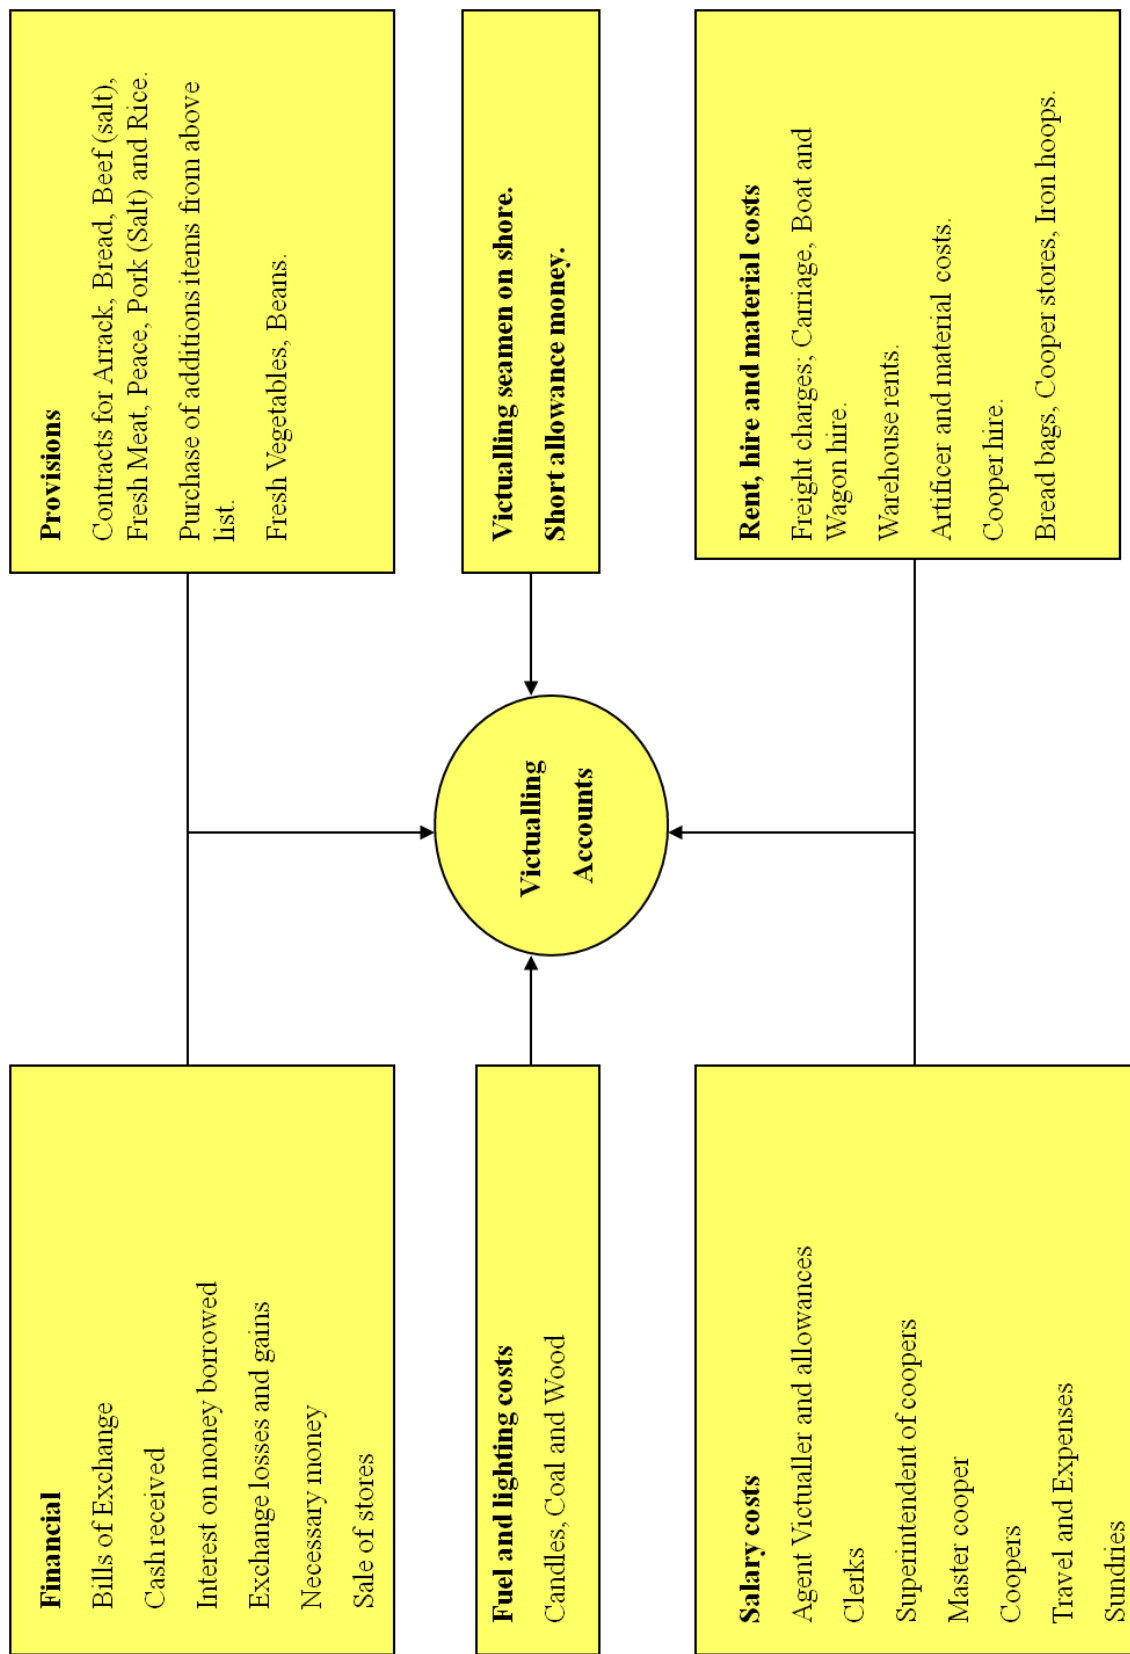 Financial
Bills of Exchange
Cash received
Interest on money borrowed
Exchange losses and gains
Necessary money
Sale of stores
Provisions
Contracts for Arrack, Bread, Beef (salt),
Fresh Meat, Peace, Pork (Salt) and Rice.
Purchase of additions items from above
list.
Fresh Vegetables, Beans.
Fuel and lighting costs
Candles, Coal and Wood
Victualling
Accounts
Victualling seamen on shore.
Short allowance money.
Salary costs
Agent Victualler and allowances
Clerks
Superintendent of coopers
Master cooper
Coopers
Travel and Expenses
Sundries
Rent, hire and material costs
Freight charges; Carriage, Boat and
Wagon hire.
Warehouse rents.
Artificer and material costs.
Cooper hire.
Bread bags, Cooper stores, Iron hoops.